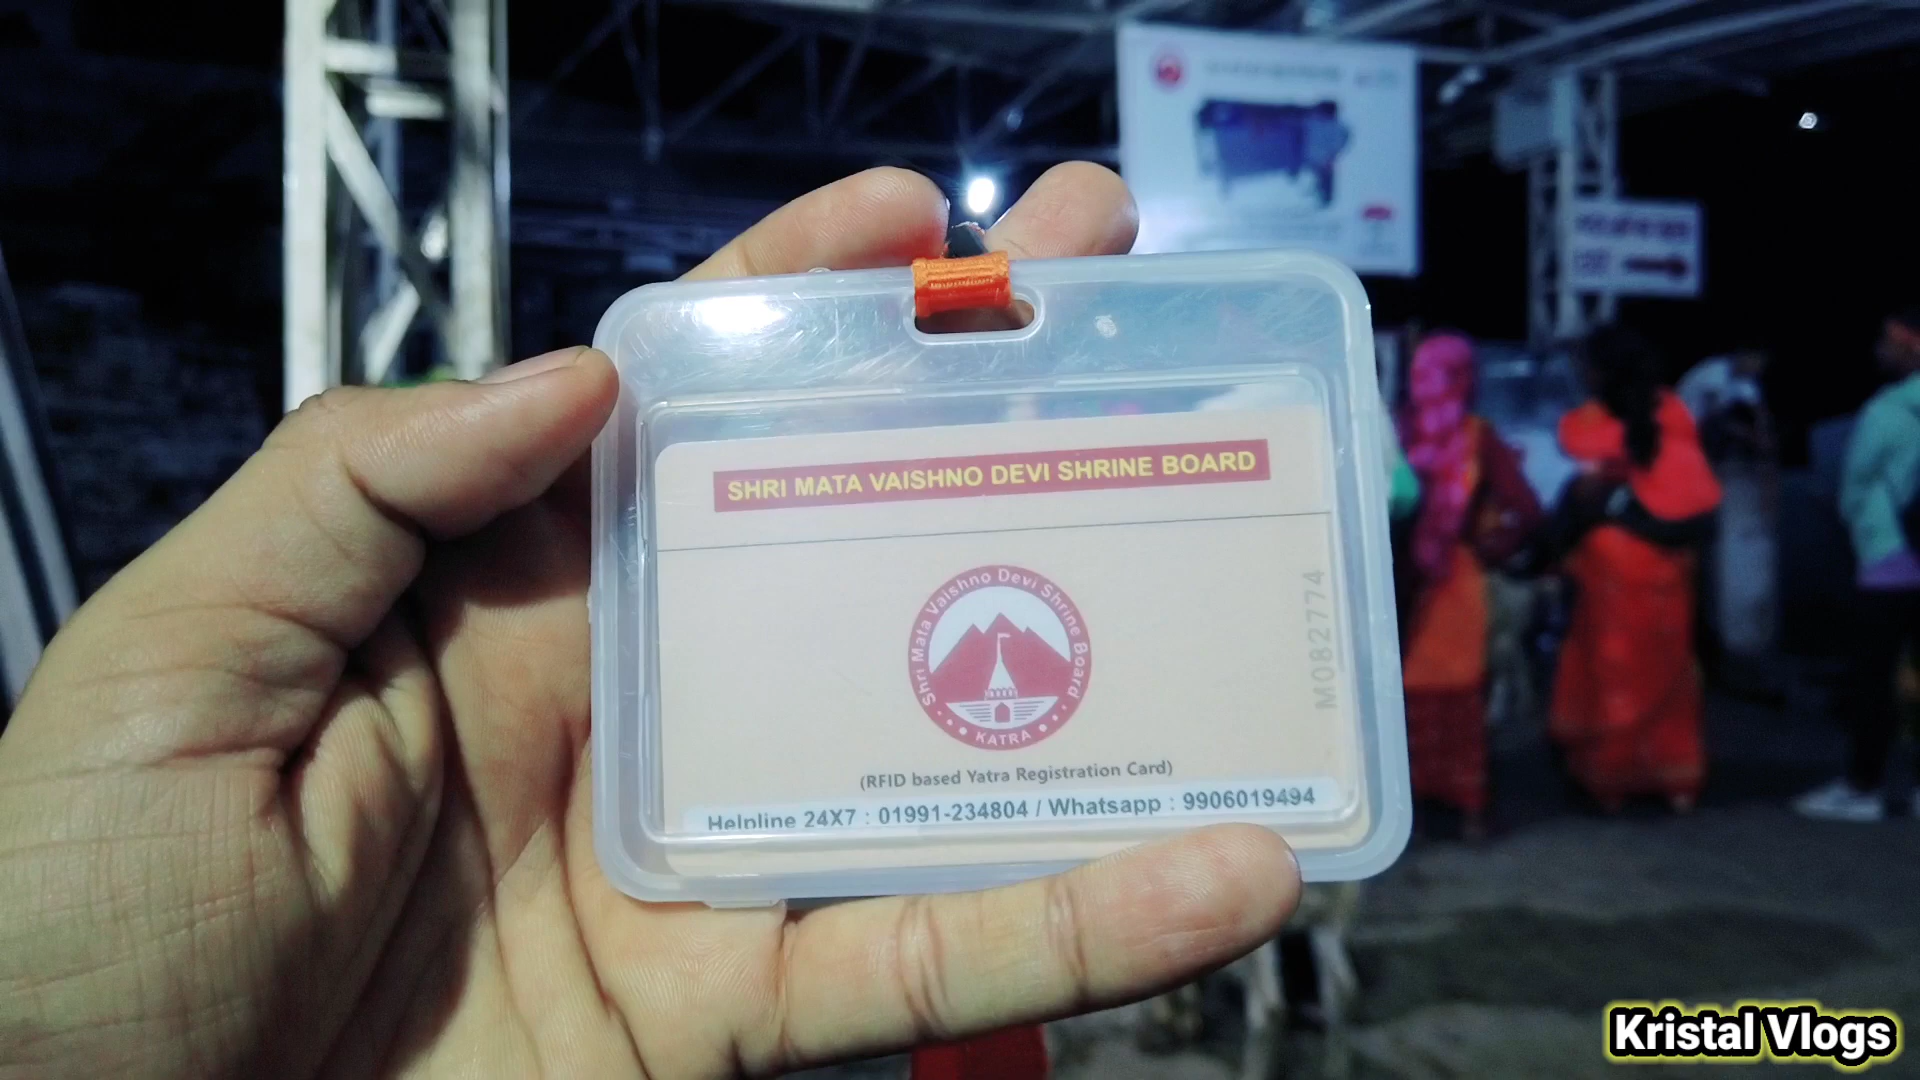 SHRI MATA VAISHNO DEVI SHRINE BOARD
Shri Mata Vaishno Devi Shrine Board
KATRA
M082774
(RFID based Yatra Registration Card)
Helpline 24X7 : 01991-234804 / Whatsapp : 9906019494
Kristal Vlogs